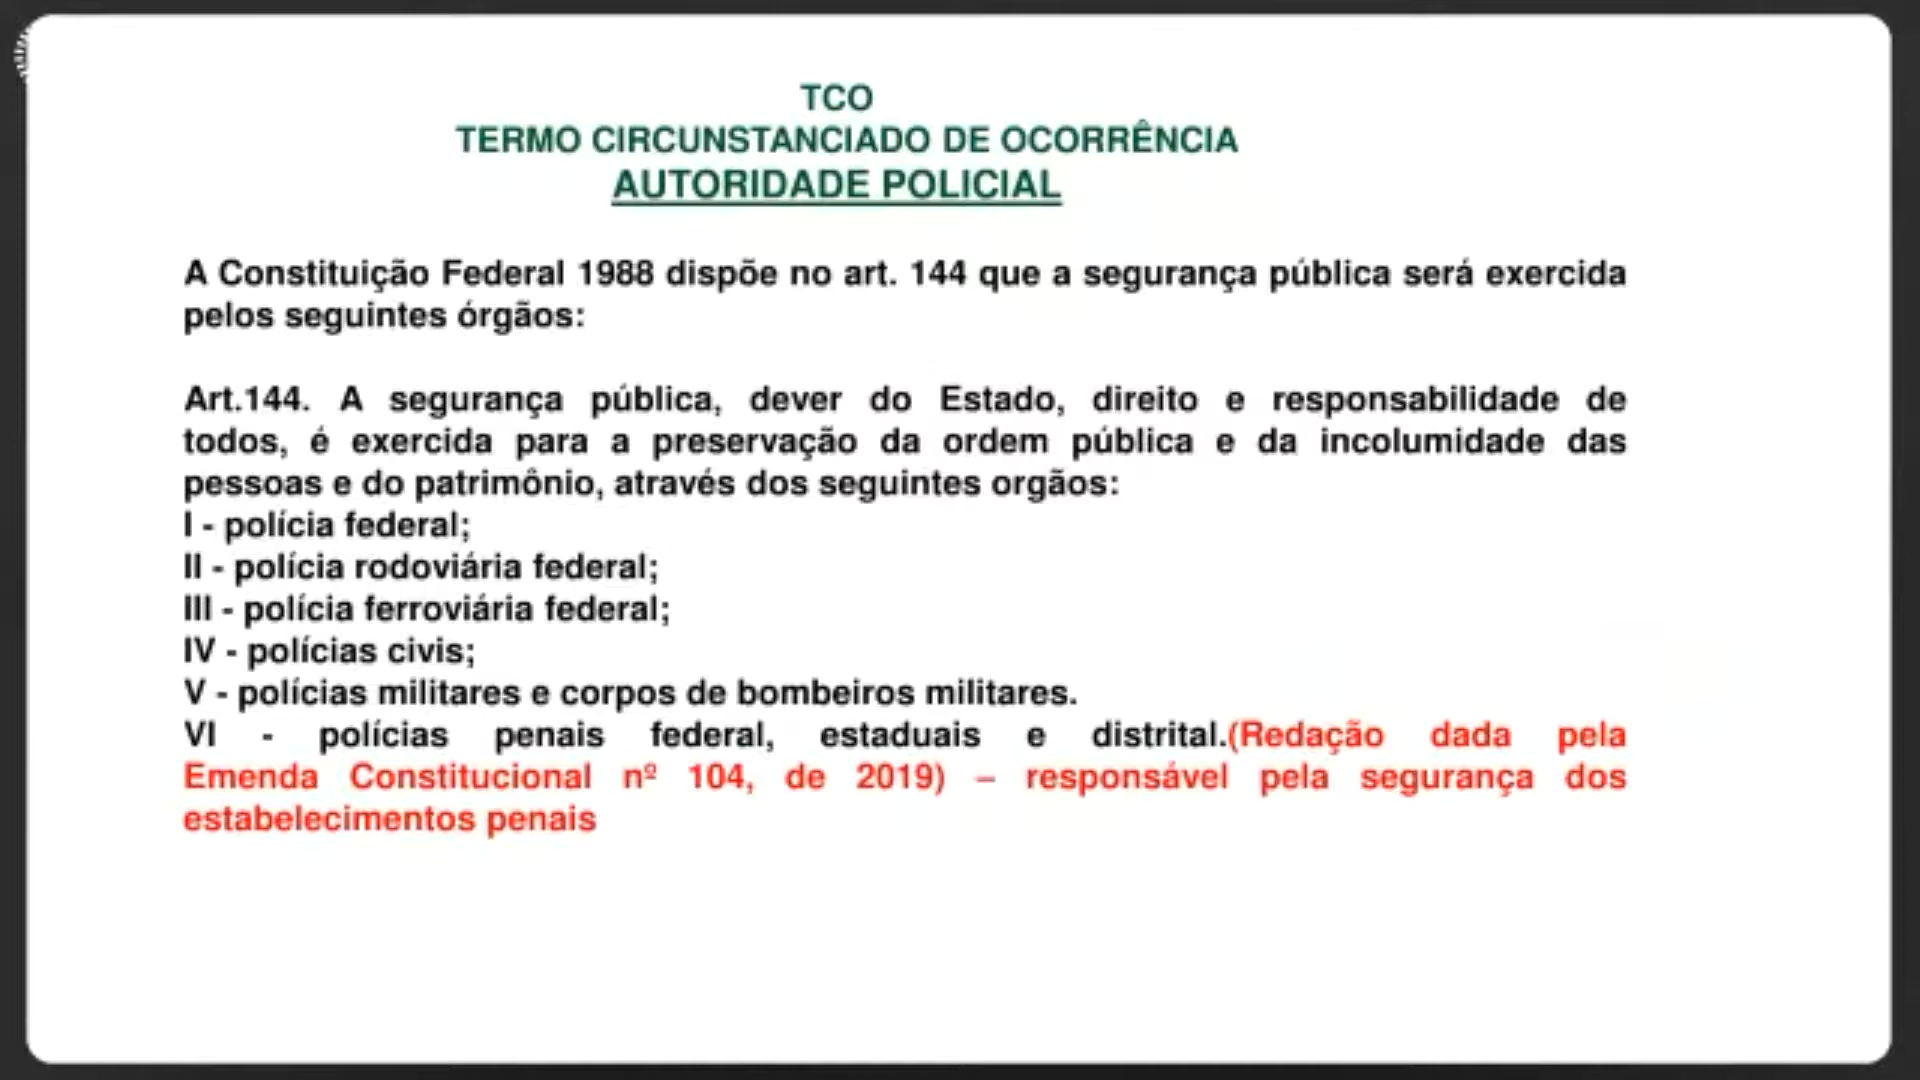 TCO
TERMO CIRCUNSTANCIADO DE OCORRÊNCIA
AUTORIDADE POLICIAL
A Constituição Federal 1988 dispõe no art. 144 que a segurança pública será exercida
pelos seguintes órgãos:
Art.144. A segurança pública, dever do Estado, direito e responsabilidade de
todos, é exercida para a preservação da ordem pública e da incolumidade das
pessoas e do patrimônio, através dos seguintes orgãos:
I - polícia federal;
II - polícia rodoviária federal;
III - polícia ferroviária federal;
IV - polícias civis;
V - polícias militares e corpos de bombeiros militares.
VI - polícias penais federal, estaduais e distrital.(Redação dada pela
Emenda Constitucional nº 104, de 2019) – responsável pela segurança dos
estabelecimentos penais